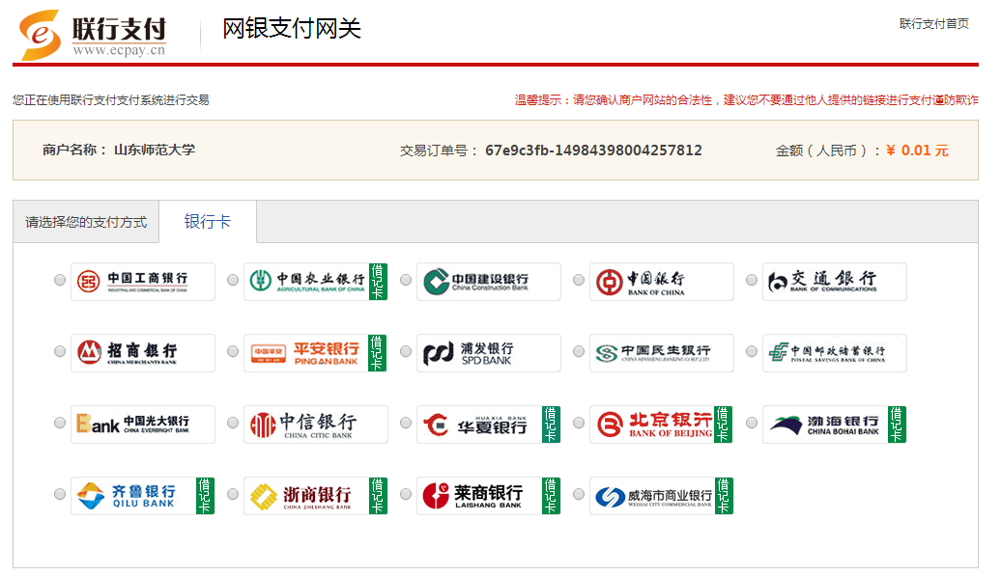 联行支付
www.ecpay.cn
网银支付网关
联行支付首页
您正在使用联行支付支付系统进行交易
温馨提示：请您确认商户网站的合法性，建议您不要通过他人提供的链接进行支付谨防欺诈
商户名称： 山东师范大学
交易订单号： 67e9c3fb-14984398004257812
金额（人民币）：¥ 0.01 元
请选择您的支付方式
银行卡
中国工商银行
INDUSTRIAL AND COMMERCIAL BANK OF CHINA
中国农业银行
AGRICULTURAL BANK OF CHINA
借记卡
中国建设银行
China Construction Bank
中国银行
BANK OF CHINA
交通银行
BANK OF COMMUNICATIONS
招商银行
CHINA MERCHANTS BANK
中国平安
平安银行
PINGAN BANK
借记卡
浦发银行
SPD BANK
中国民生银行
CHINA MINSHENG BANKING CORP.,LTD
中国邮政储蓄银行
POSTAL SAVINGS BANK OF CHINA
Bank
中国光大银行
CHINA EVERBRIGHT BANK
中信银行
CHINA CITIC BANK
HUAXIA BANK
华夏银行
借记卡
北京银行
BANK OF BEIJING
借记卡
渤海银行
CHINA BOHAI BANK
借记卡
齐鲁银行
QILU BANK
借记卡
浙商银行
CHINA ZHESHANG BANK
借记卡
莱商银行
LAISHANG BANK
借记卡
威海市商业银行
WEIHAI CITY COMMERCIAL BANK
借记卡